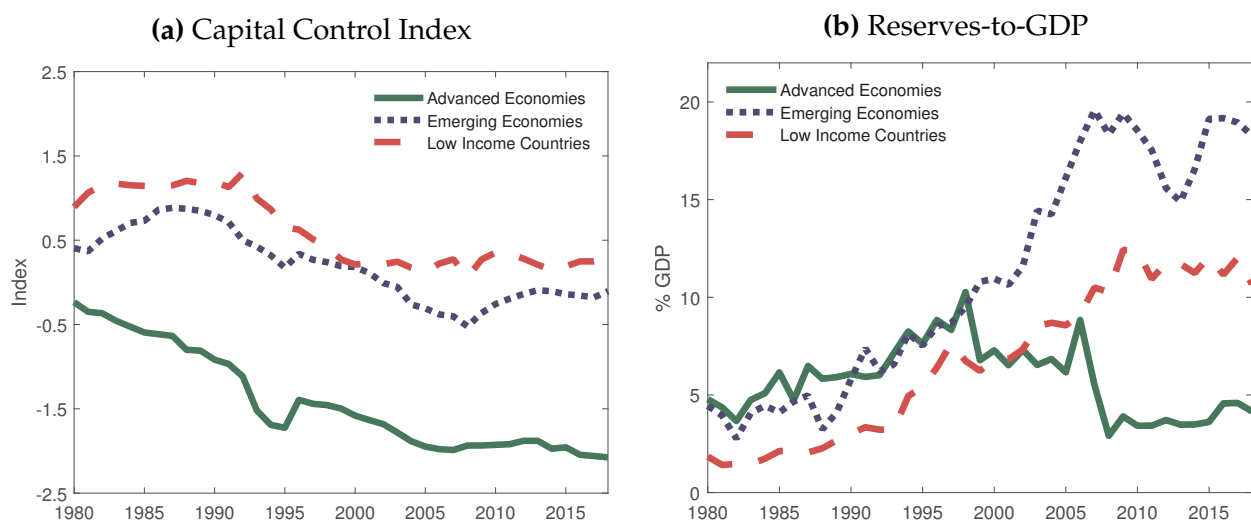 (a) Capital Control Index
2.5
1.5
0.5
-0.5
-1.5
-2.5
Index
1980 1985 1990 1995 2000 2005 2010 2015
Advanced Economies
Emerging Economies
Low Income Countries
(b) Reserves-to-GDP
20
15
10
5
0
% GDP
1980 1985 1990 1995 2000 2005 2010 2015
Advanced Economies
Emerging Economies
Low Income Countries